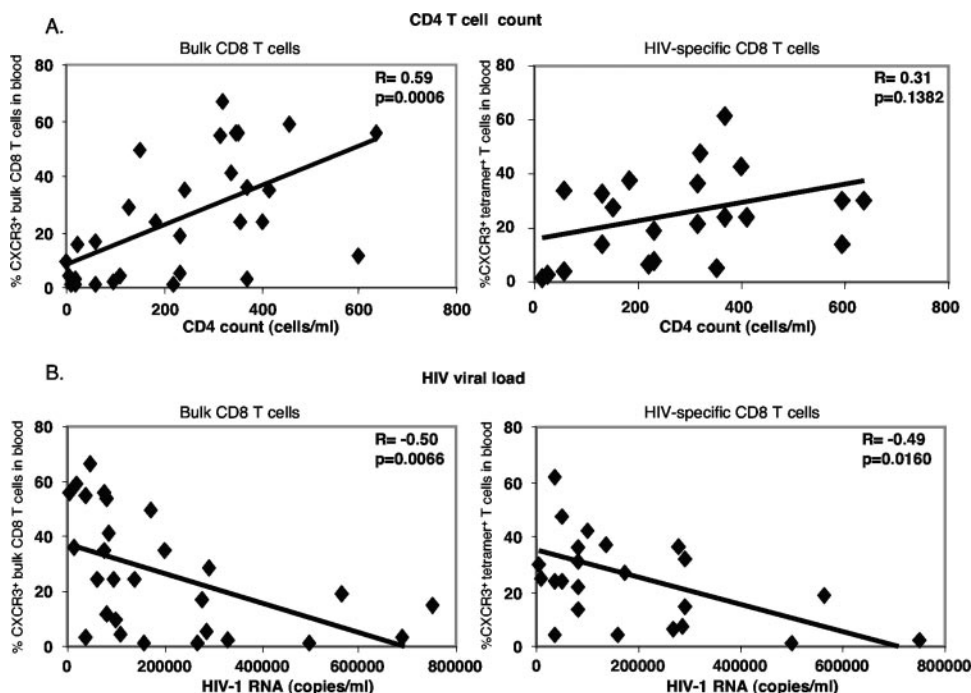 A.
CD4 T cell count
Bulk CD8 T cells
HIV-specific CD8 T cells
% CXCR3+ bulk CD8 T cells in blood
80
60
40
20
0
R= 0.59
p=0.0006
0 200 400 600 800
CD4 count (cells/ml)
%CXCR3+ tetramer+ T cells in blood
80
60
40
20
0
R= 0.31
p=0.1382
0 200 400 600 800
CD4 count (cells/ml)
B.
HIV viral load
Bulk CD8 T cells
HIV-specific CD8 T cells
% CXCR3+ bulk CD8 T cells in blood
80
60
40
20
0
R= -0.50
p=0.0066
0 200000 400000 600000 800000
HIV-1 RNA (copies/ml)
%CXCR3+ tetramer+ T cells in blood
80
60
40
20
0
R= -0.49
p=0.0160
0 200000 400000 600000 800000
HIV-1 RNA (copies/ml)